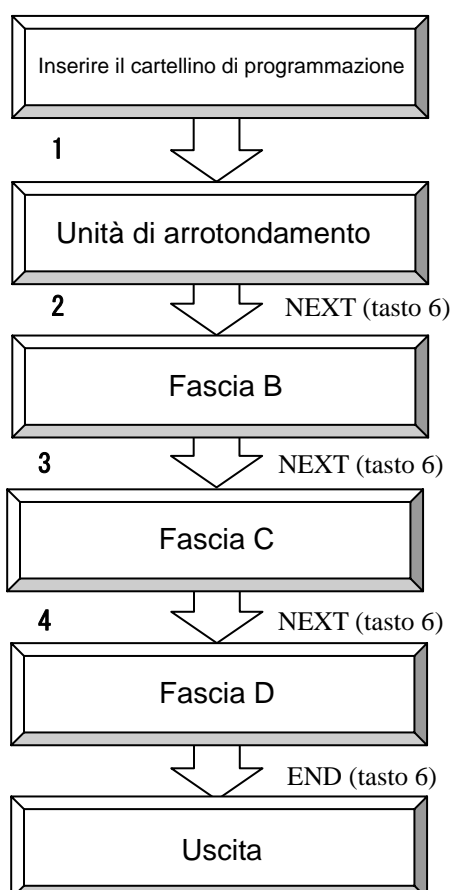 Inserire il cartellino di programmazione
1
Unità di arrotondamento
2 NEXT (tasto 6)
Fascia B
3 NEXT (tasto 6)
Fascia C
4 NEXT (tasto 6)
Fascia D
END (tasto 6)
Uscita